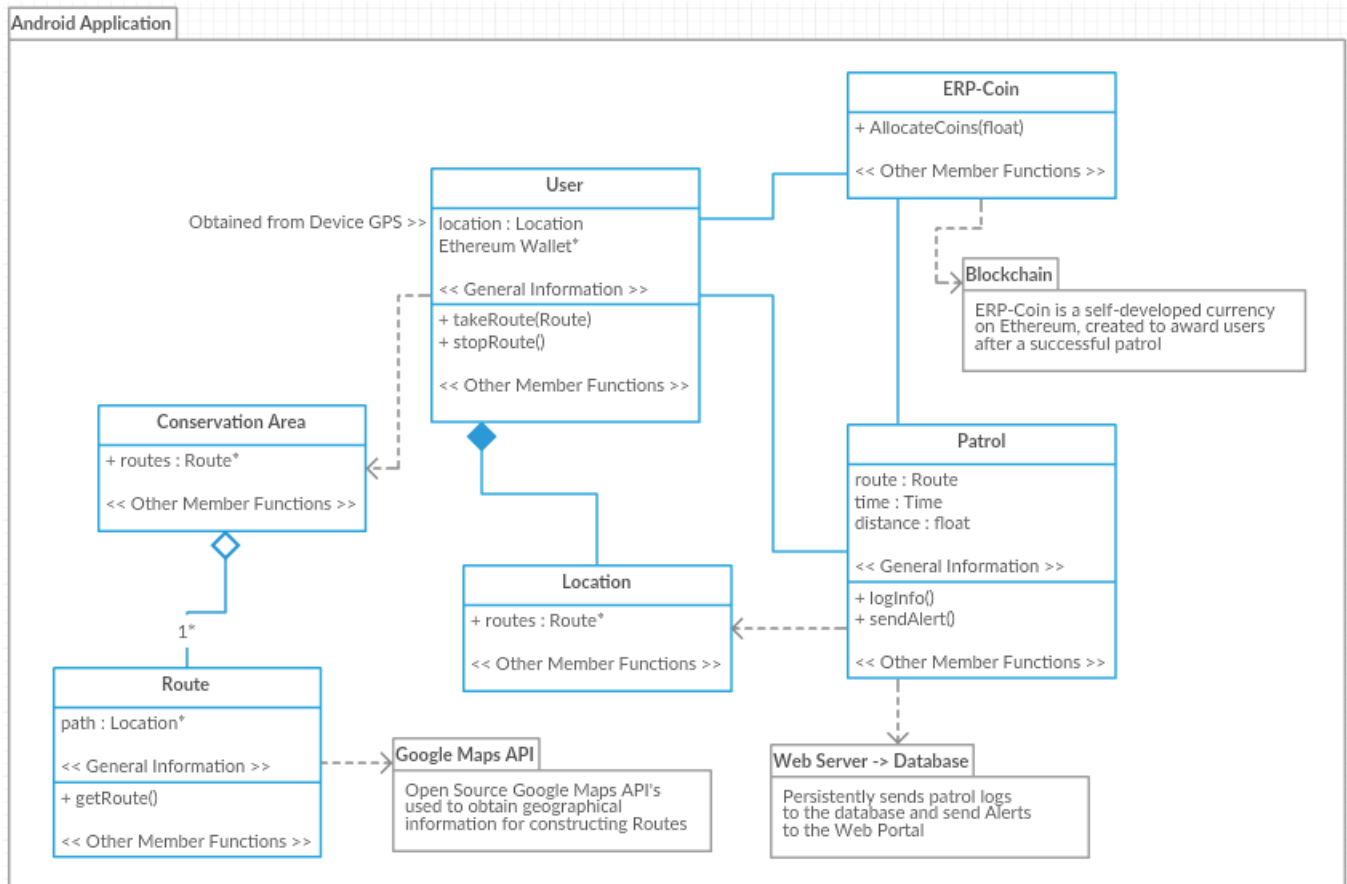 Android Application
ERP-Coin
+ AllocateCoins(float)
<< Other Member Functions >>
User
Obtained from Device GPS >>
location : Location
Ethereum Wallet*
<< General Information >>
+ takeRoute(Route)
+ stopRoute()
<< Other Member Functions >>
Blockchain
ERP-Coin is a self-developed currency
on Ethereum, created to award users
after a successful patrol
Conservation Area
+ routes : Route*
<< Other Member Functions >>
Patrol
route : Route
time : Time
distance : float
<< General Information >>
+ logInfo()
+ sendAlert()
<< Other Member Functions >>
Location
+ routes : Route*
<< Other Member Functions >>
1*
Route
path : Location*
<< General Information >>
+ getRoute()
<< Other Member Functions >>
Google Maps API
Open Source Google Maps API's
used to obtain geographical
information for constructing Routes
Web Server -> Database
Persistently sends patrol logs
to the database and send Alerts
to the Web Portal